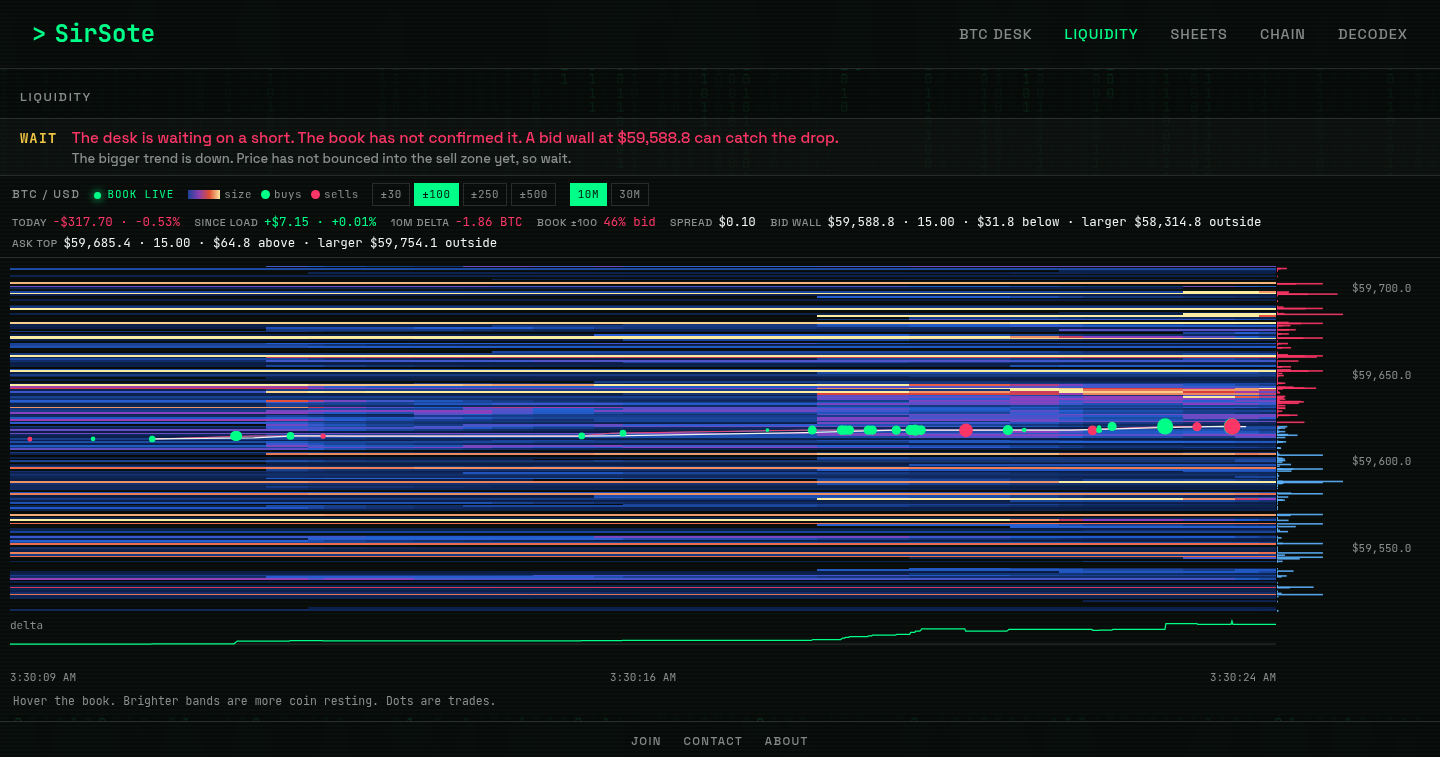 > SirSote
BTC DESK LIQUIDITY SHEETS CHAIN DECODEX
LIQUIDITY
WAIT The desk is waiting on a short. The book has not confirmed it. A bid wall at $59,588.8 can catch the drop.
The bigger trend is down. Price has not bounced into the sell zone yet, so wait.
BTC / USD BOOK LIVE size buys sells ±30 ±100 ±250 ±500 10M 30M
TODAY -$317.70 · -0.53% SINCE LOAD +$7.15 · +0.01% 10M DELTA -1.86 BTC BOOK ±100 46% bid SPREAD $0.10 BID WALL $59,588.8 · 15.00 · $31.8 below · larger $58,314.8 outside
ASK TOP $59,685.4 · 15.00 · $64.8 above · larger $59,754.1 outside
$59,700.0
$59,650.0
$59,600.0
$59,550.0
delta
3:30:09 AM 3:30:16 AM 3:30:24 AM
Hover the book. Brighter bands are more coin resting. Dots are trades.
JOIN CONTACT ABOUT